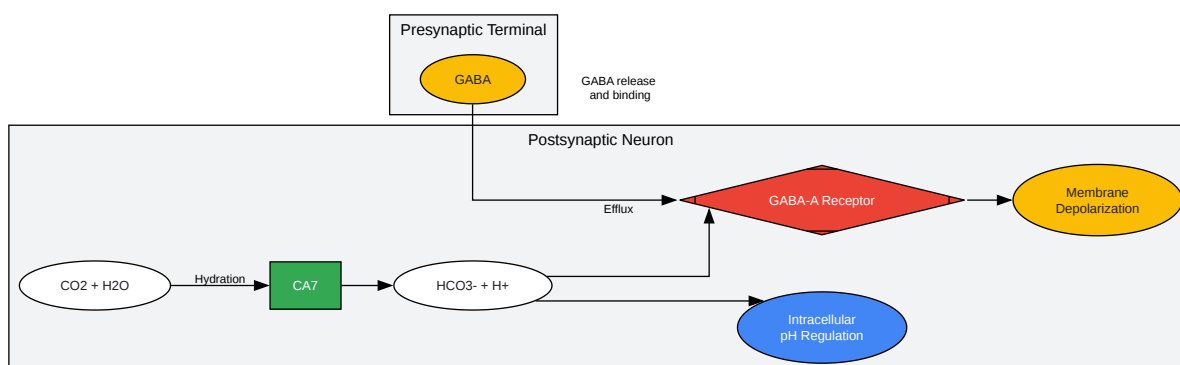 Presynaptic Terminal
GABA
GABA release
and binding
Postsynaptic Neuron
GABA-A Receptor
Membrane
Depolarization
Efflux
CO2 + H2O
Hydration
CA7
HCO3- + H+
Intracellular
pH Regulation